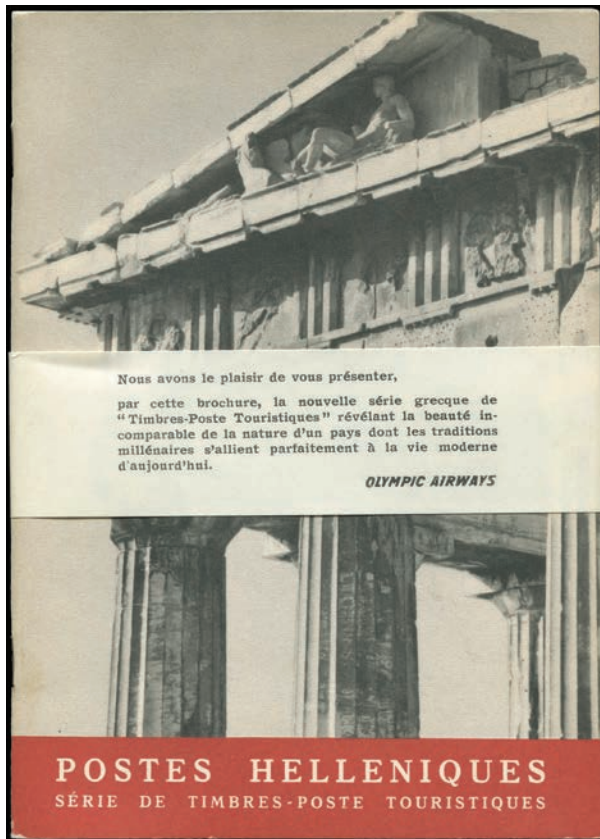 Nous avons le plaisir de vous présenter,
par cette brochure, la nouvelle série grecque de
"Timbres-Poste Touristiques" révélant la beauté in-
comparable de la nature d'un pays dont les traditions
millénaires s'allient parfaitement à la vie moderne
d'aujourd'hui.
OLYMPIC AIRWAYS
POSTES HELLENIQUES
SÉRIE DE TIMBRES-POSTE TOURISTIQUES